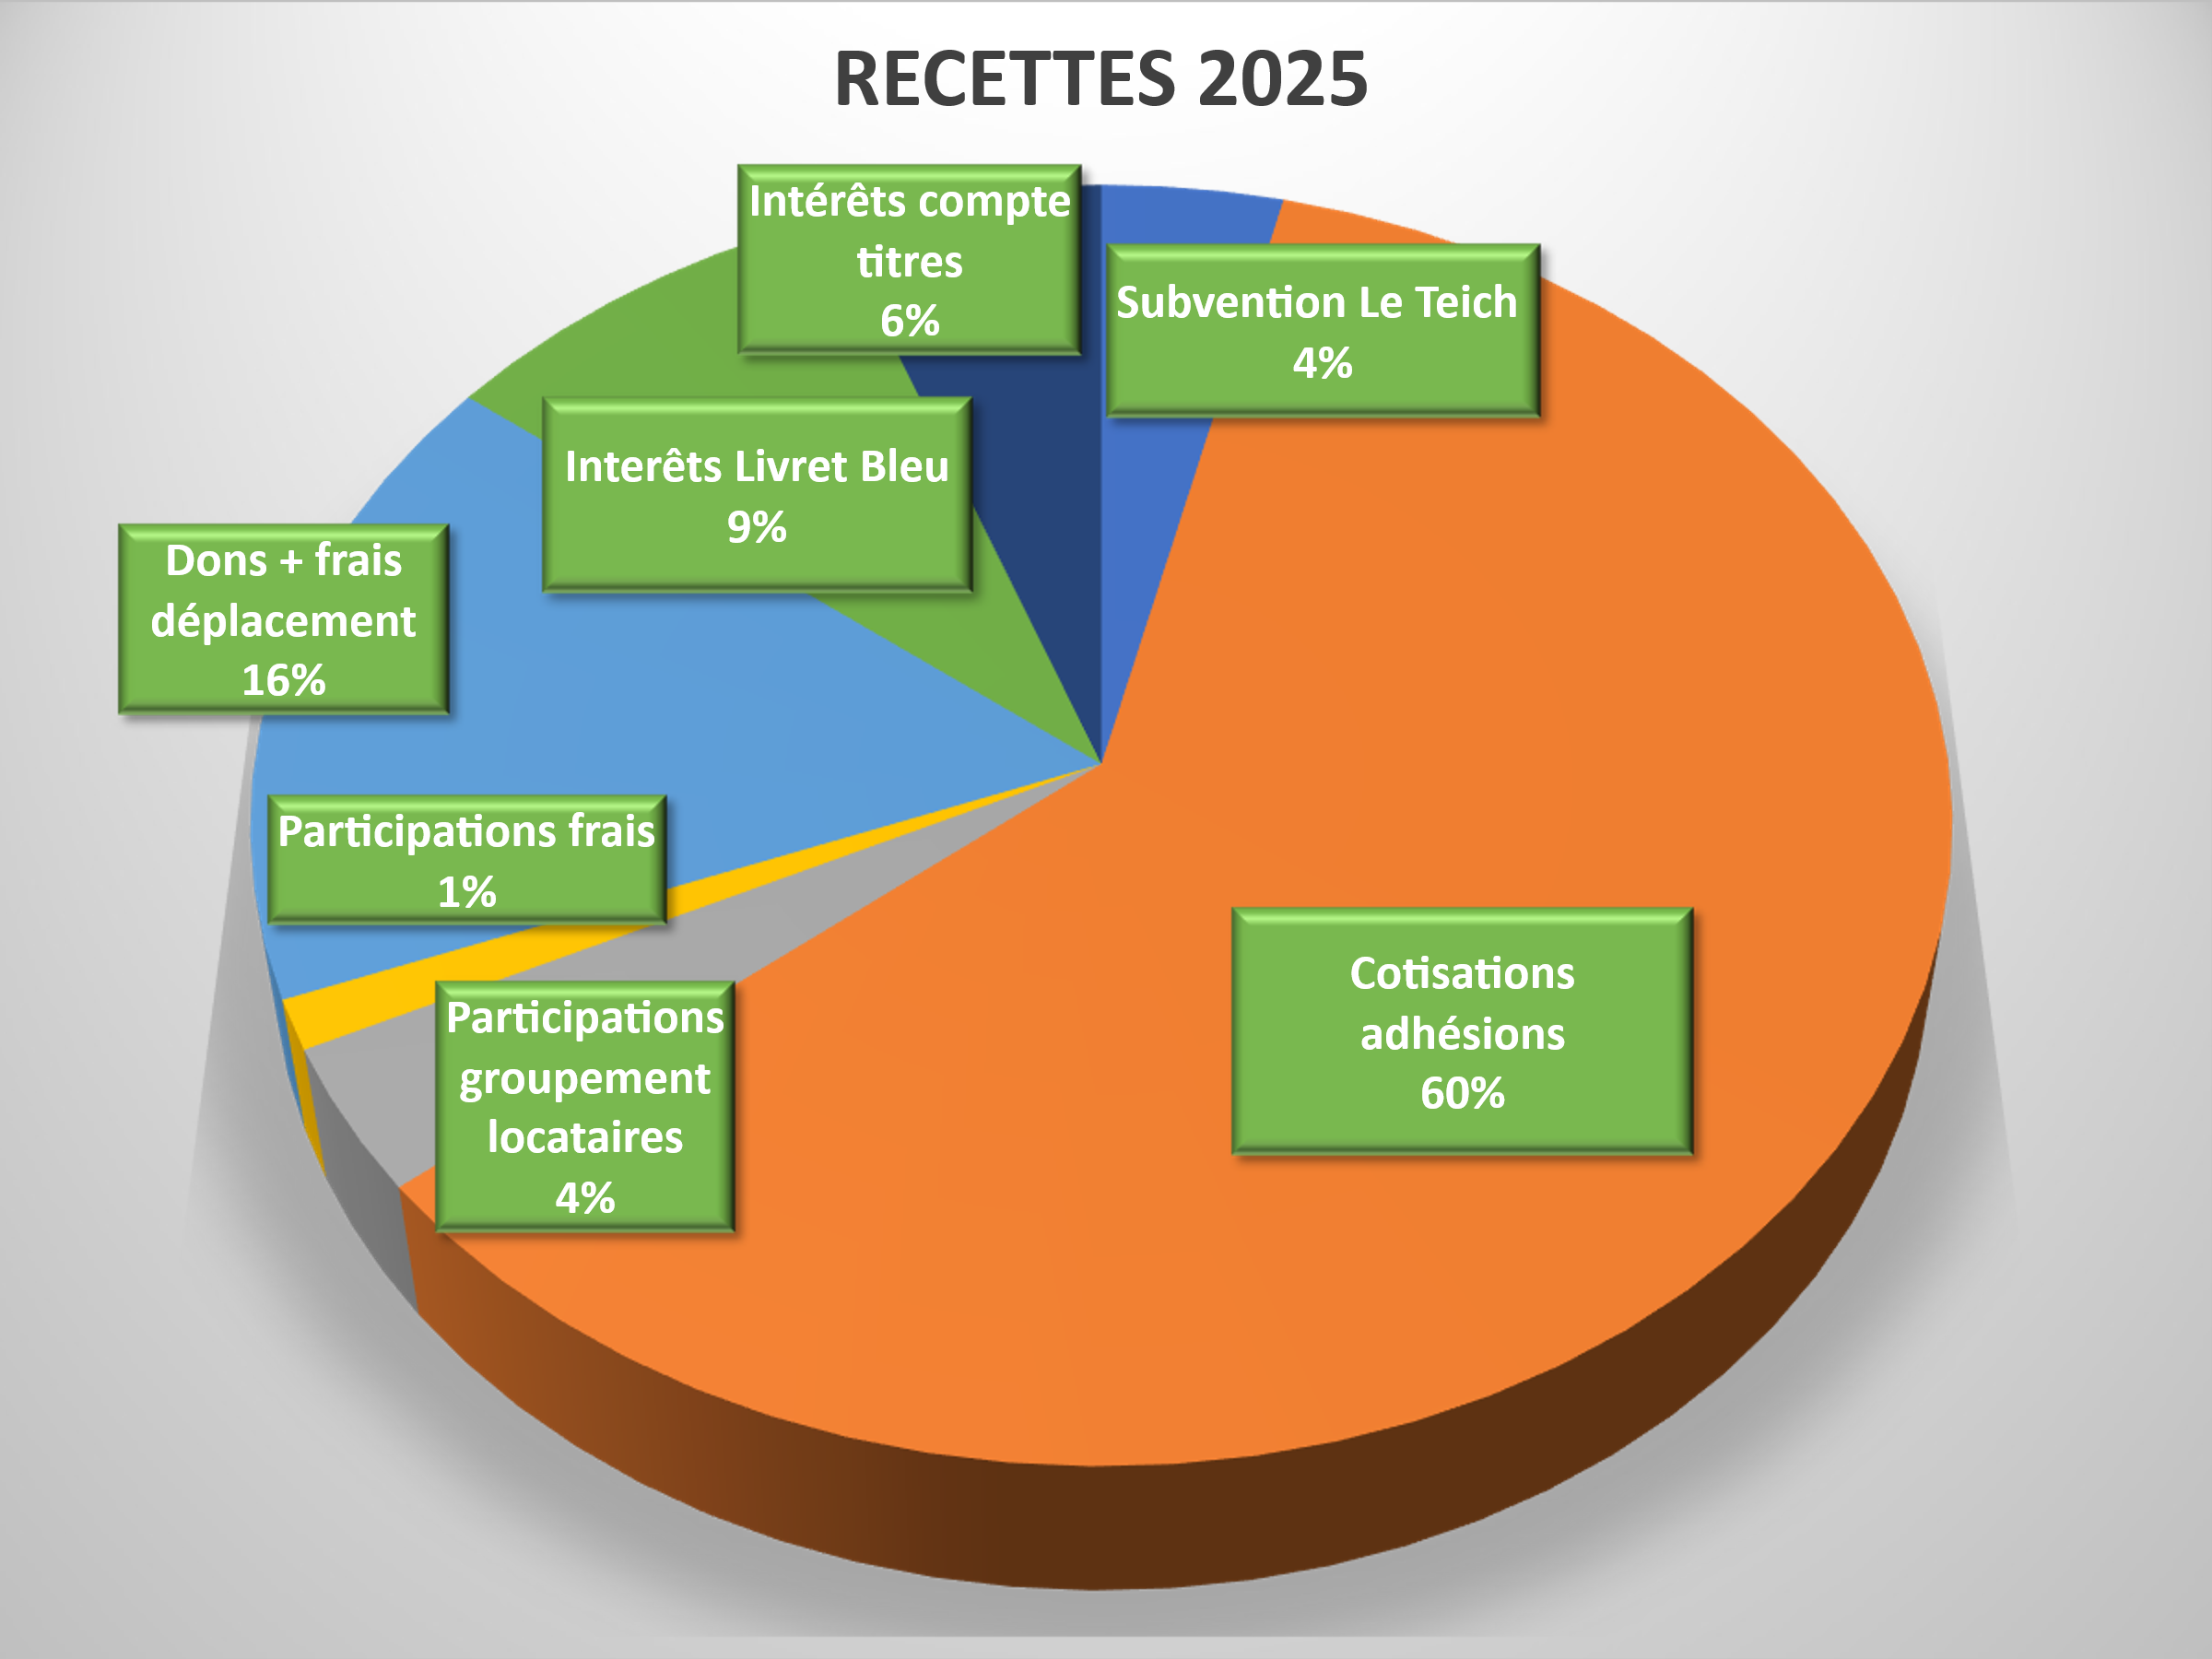 RECETTES 2025
Intérêts compte
titres
6%
Subvention Le Teich
4%
Interêts Livret Bleu
9%
Dons + frais
déplacement
16%
Participations frais
1%
Cotisations
adhésions
60%
Participations
groupement
locataires
4%